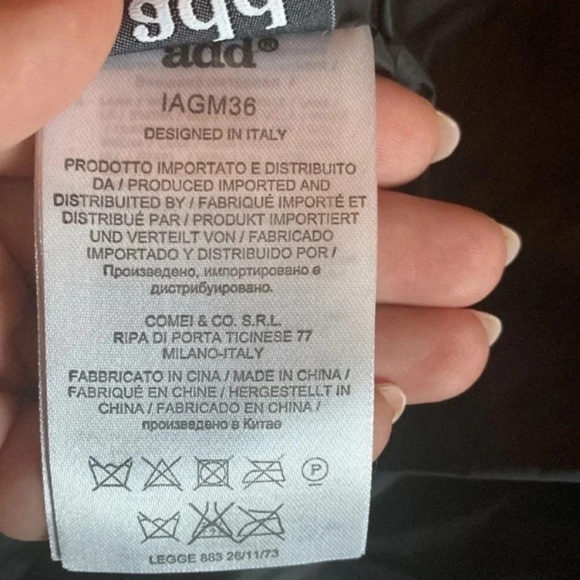 add
add®
IAGM36
DESIGNED IN ITALY
PRODOTTO IMPORTATO E DISTRIBUITO
DA / PRODUCED IMPORTED AND
DISTRIBUITED BY / FABRIQUÉ IMPORTÉ ET
DISTRIBUÉ PAR / PRODUKT IMPORTIERT
UND VERTEILT VON / FABRICADO
IMPORTADO Y DISTRIBUIDO POR /
Произведено, импортировано е
дистрибуировано.
COMEI & CO. S.R.L.
RIPA DI PORTA TICINESE 77
MILANO-ITALY
FABBRICATO IN CINA / MADE IN CHINA /
FABRIQUÉ EN CHINE / HERGESTELLT IN
CHINA / FABRICADO EN CHINA /
произведено в Китае
P
LEGGE 883 26/11/73